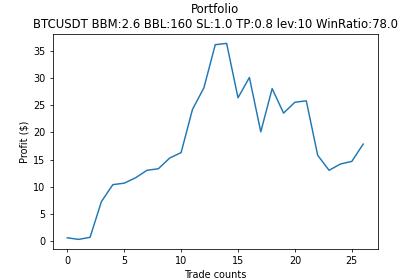 Portfolio
BTCUSDT BBM:2.6 BBL:160 SL:1.0 TP:0.8 lev:10 WinRatio:78.0
35
30
25
20
15
10
5
0
Profit ($)
0 5 10 15 20 25
Trade counts